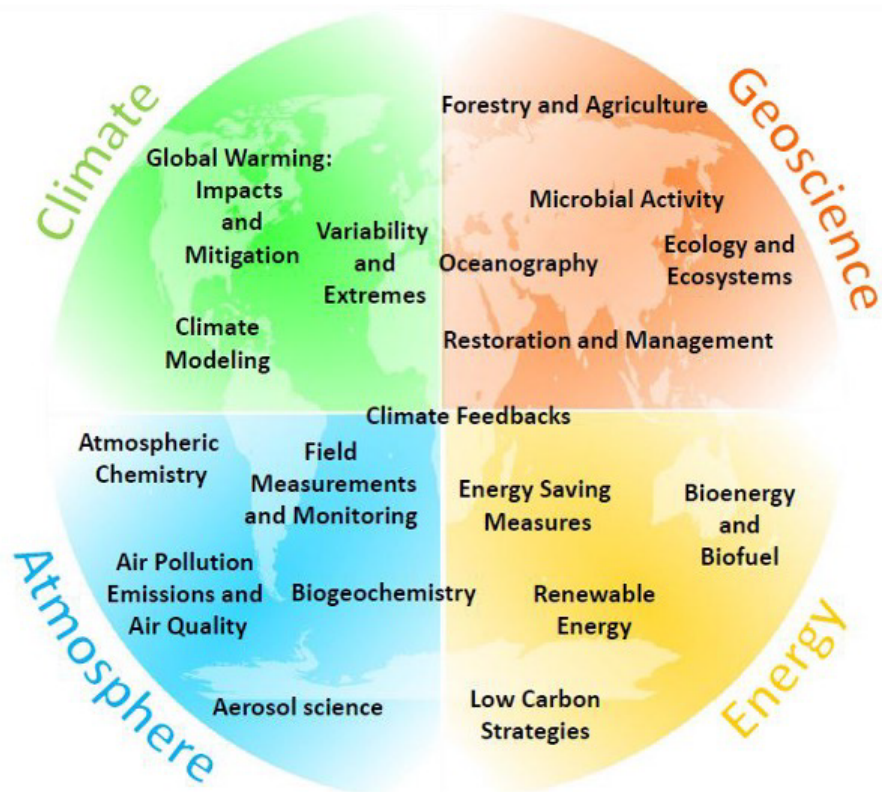 Climate
Global Warming:
Impacts
and
Mitigation
Variability
and
Extremes
Climate
Modeling
Geoscience
Forestry and Agriculture
Microbial Activity
Oceanography
Ecology and
Ecosystems
Restoration and Management
Climate Feedbacks
Atmosphere
Atmospheric
Chemistry
Field
Measurements
and Monitoring
Air Pollution
Emissions and
Air Quality
Biogeochemistry
Aerosol science
Energy
Energy Saving
Measures
Bioenergy
and
Biofuel
Renewable
Energy
Low Carbon
Strategies